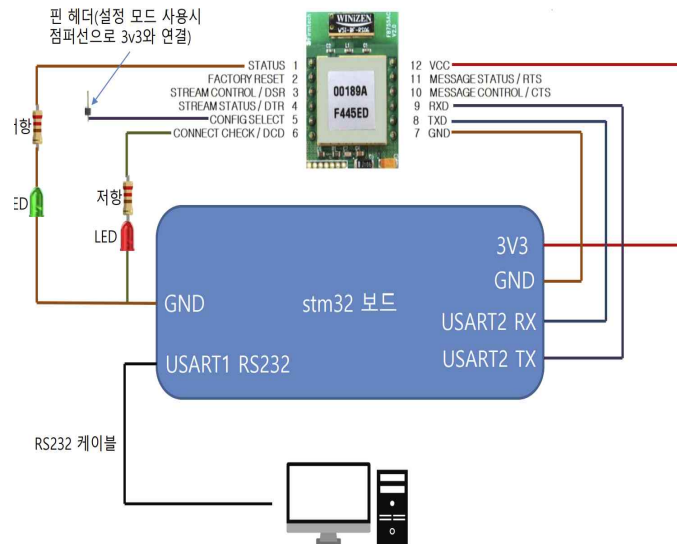 핀 헤더(설정 모드 사용시
점퍼선으로 3v3와 연결)
WiNiZEN
STATUS 1
FACTORY RESET 2
STREAM CONTROL / DSR 3
STREAM STATUS / DTR 4
CONFIG SELECT 5
CONNECT CHECK / DCD 6
00189A
F445ED
12 VCC
11 MESSAGE STATUS / RTS
10 MESSAGE CONTROL / CTS
9 RXD
8 TXD
7 GND
저항
LED
3V3
GND
GND
stm32 보드
USART2 RX
USART1 RS232
USART2 TX
RS232 케이블